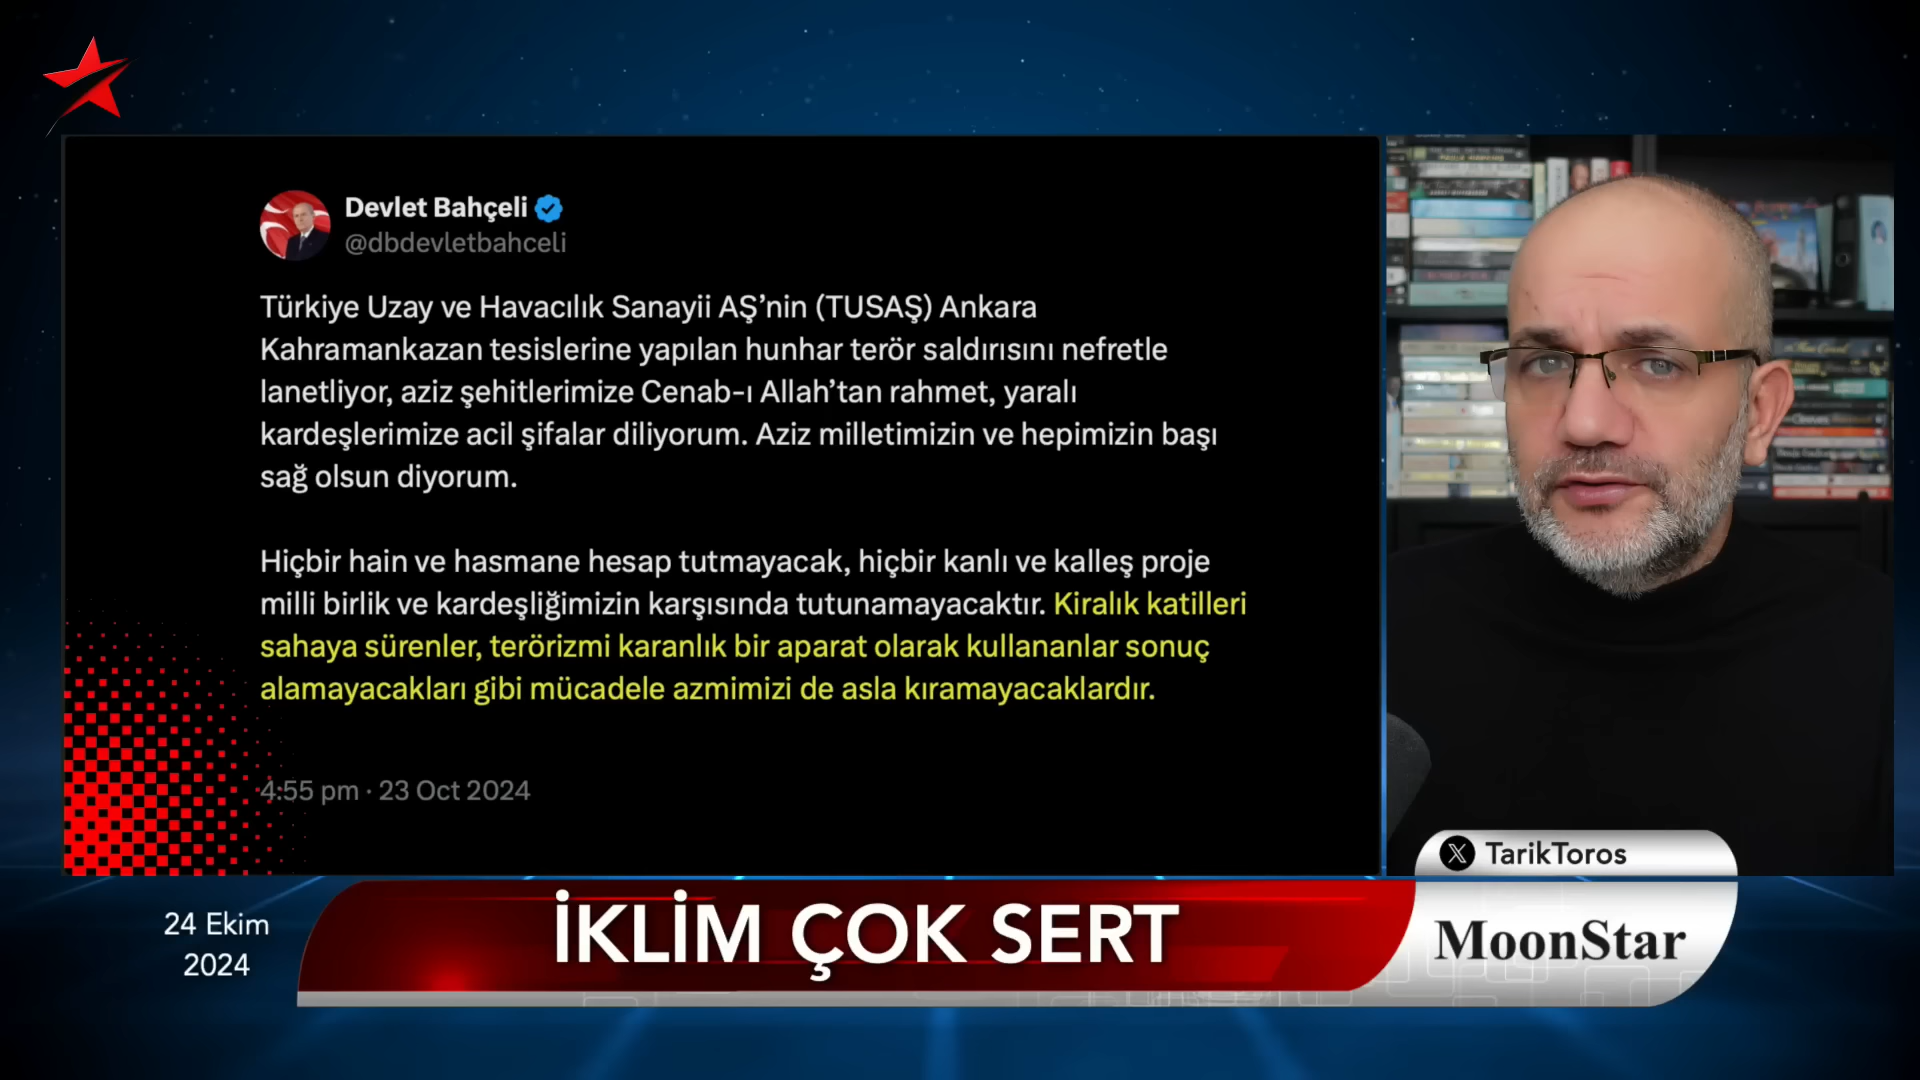 Devlet Bahçeli
@dbdevletbahceli
Türkiye Uzay ve Havacılık Sanayii AŞ’nin (TUSAŞ) Ankara
Kahramankazan tesislerine yapılan hunhar terör saldırısını nefretle
lanetliyor, aziz şehitlerimize Cenab-ı Allah’tan rahmet, yaralı
kardeşlerimize acil şifalar diliyorum. Aziz milletimizin ve hepimizin başı
sağ olsun diyorum.
Hiçbir hain ve hasmane hesap tutmayacak, hiçbir kanlı ve kalleş proje
milli birlik ve kardeşliğimizin karşısında tutunamayacaktır. Kiralık katilleri
sahaya sürenler, terörizmi karanlık bir aparat olarak kullananlar sonuç
alamayacakları gibi mücadele azmimizi de asla kıramayacaklardır.
4:55 pm · 23 Oct 2024
TarikToros
24 Ekim
2024
İKLİM ÇOK SERT
MoonStar